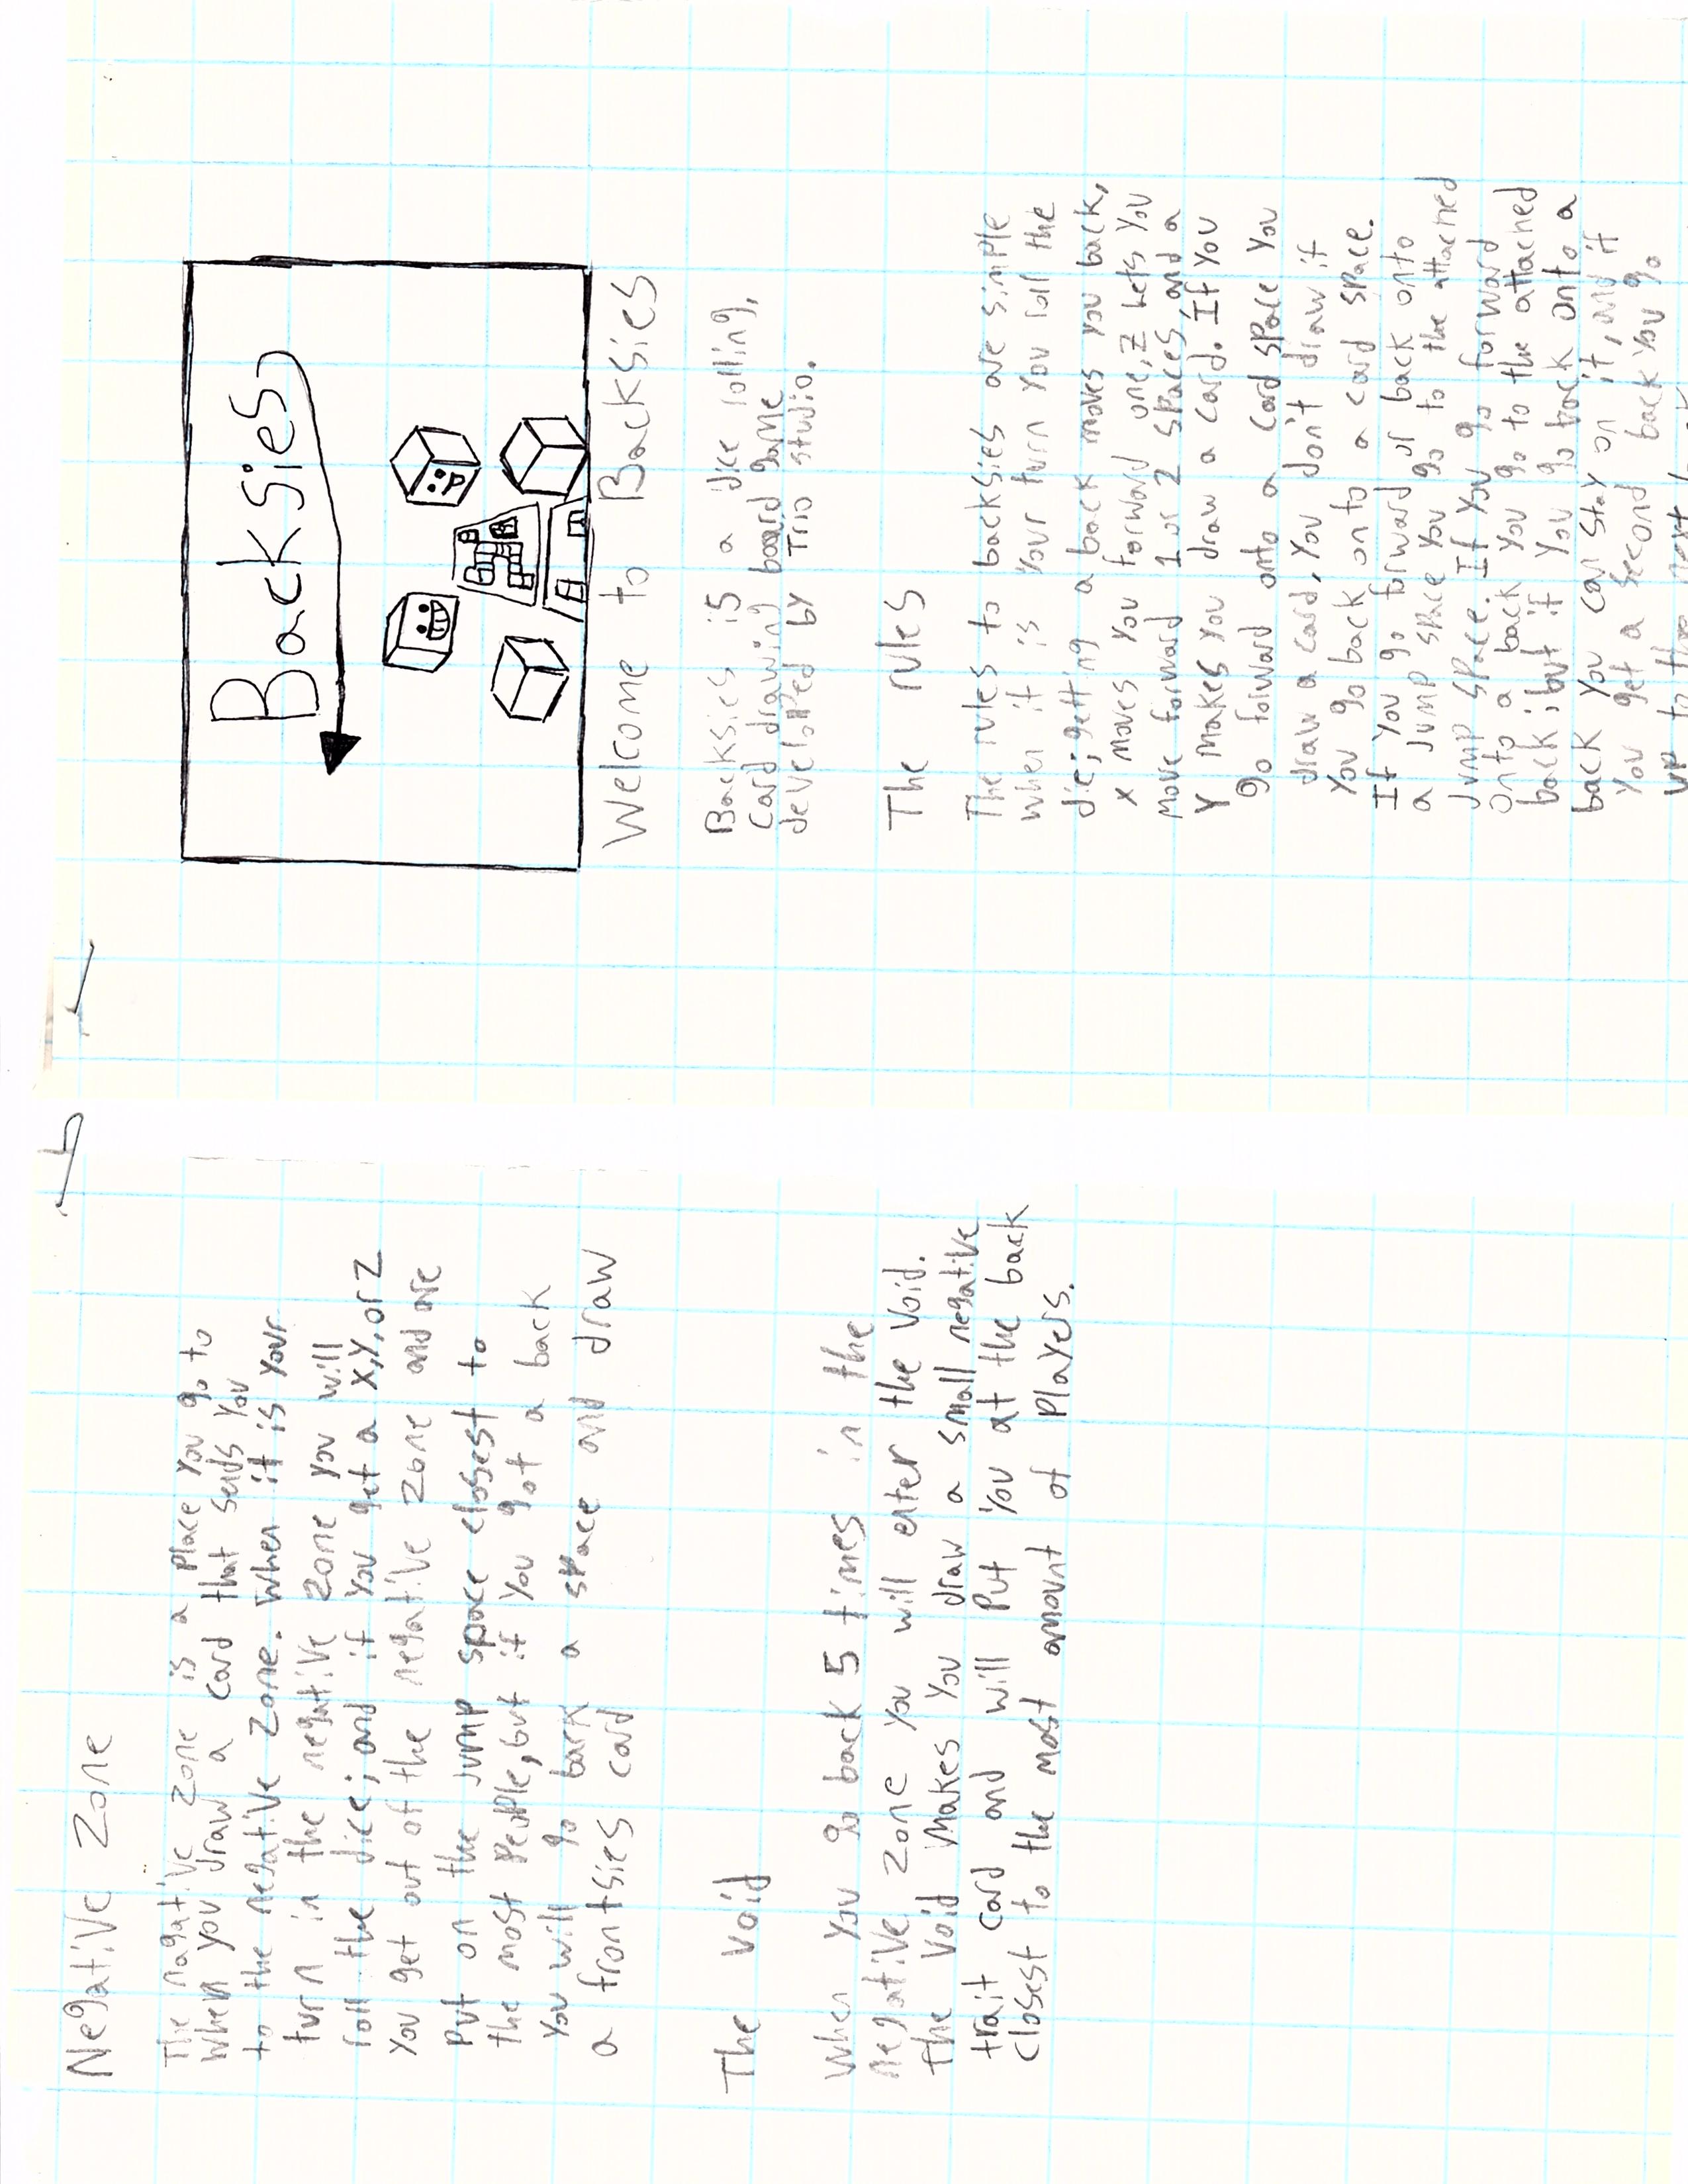 Negative Zone
The nagative zone is a place you go to
when you draw a card that sends you
to the negative zone. When it is your
turn in the negative zone you will
roll the dice; and if you get a X,Y, or Z
you get out of the negative zone and are
put on the jump space closest to
the most people, but if you got a back
you will go back a space and draw
a frontsies card
The void
When you go back 5 times in the
negative zone you will enter the void.
the void makes you draw a small negative
trait card and will put you at the back
closest to the most amount of players.
Backsies
Welcome to Backsies
Backsies is a dice rolling,
card drawing board game
developed by Trio studio.
The rules
The rules to backsies are simple
when it is your turn you roll the
die; getting a back moves you back,
x moves you forward one, Z lets you
move forward 1 or 2 spaces, and a
Y makes you draw a card. If you
go forward onto a card space you
draw a card, you don't draw if
you go back onto a card space.
If you go forward or back onto
a jump space you go to the attached
jump space. If you go forward
onto a back you go to the attached
back; but if you go back onto a
back you can stay on it, and if
you get a second back you go
up to the next